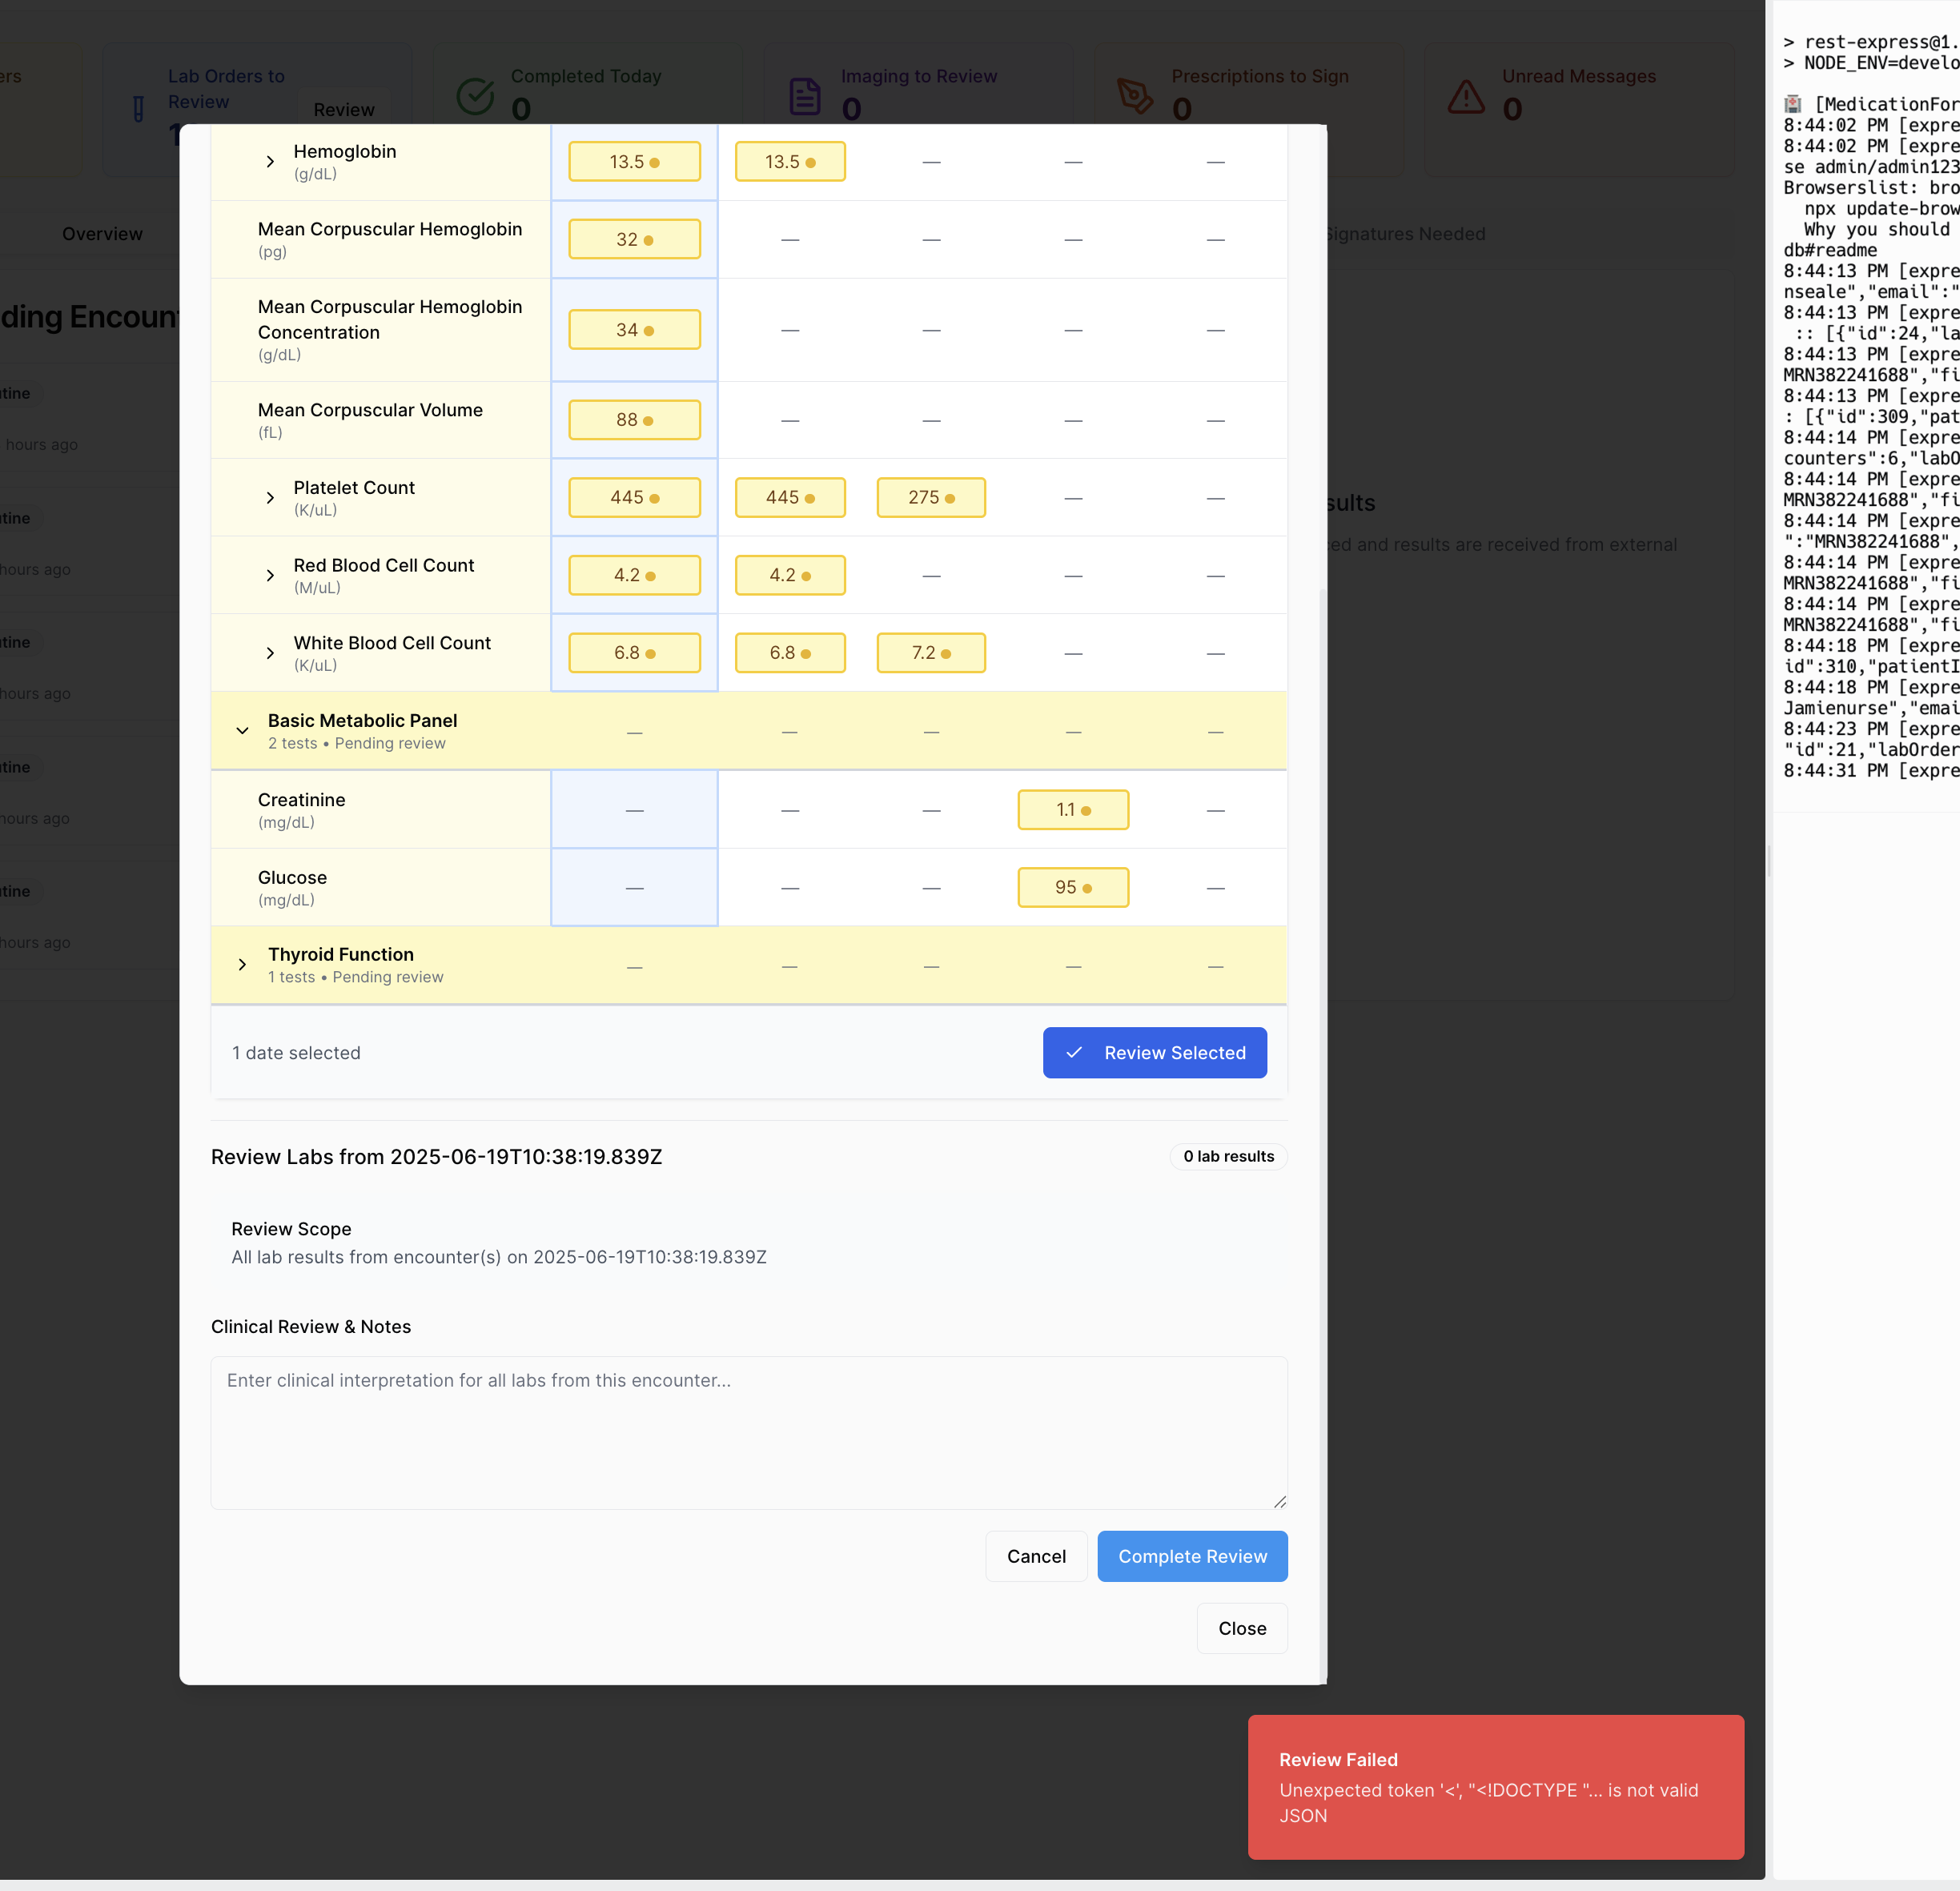 ers
Lab Orders to
Review
Review
1
Completed Today
0
Imaging to Review
0
Prescriptions to Sign
0
Unread Messages
0
Overview
Signatures Needed
ding Encoun
utine
hours ago
utine
hours ago
utine
hours ago
utine
hours ago
utine
hours ago
sults
ced and results are received from external
Hemoglobin
(g/dL)
13.5
13.5
—
—
—
Mean Corpuscular Hemoglobin
(pg)
32
—
—
—
—
Mean Corpuscular Hemoglobin
Concentration
(g/dL)
34
—
—
—
—
Mean Corpuscular Volume
(fL)
88
—
—
—
—
Platelet Count
(K/uL)
445
445
275
—
—
Red Blood Cell Count
(M/uL)
4.2
4.2
—
—
—
White Blood Cell Count
(K/uL)
6.8
6.8
7.2
—
—
Basic Metabolic Panel
2 tests • Pending review
—
—
—
—
—
Creatinine
(mg/dL)
—
—
—
1.1
—
Glucose
(mg/dL)
—
—
—
95
—
Thyroid Function
1 tests • Pending review
—
—
—
—
—
1 date selected
Review Selected
Review Labs from 2025-06-19T10:38:19.839Z
0 lab results
Review Scope
All lab results from encounter(s) on 2025-06-19T10:38:19.839Z
Clinical Review & Notes
Enter clinical interpretation for all labs from this encounter...
Cancel
Complete Review
Close
Review Failed
Unexpected token '<', "<!DOCTYPE "... is not valid
JSON
> rest-express@1.
> NODE_ENV=develo
[MedicationFor
8:44:02 PM [expre
8:44:02 PM [expre
se admin/admin123
Browserslist: bro
npx update-brow
Why you should
db#readme
8:44:13 PM [expre
nseale","email":"
8:44:13 PM [expre
:: [{"id":24,"la
8:44:13 PM [expre
MRN382241688","fi
8:44:13 PM [expre
: [{"id":309,"pat
8:44:14 PM [expre
counters":6,"labO
8:44:14 PM [expre
MRN382241688","fi
8:44:14 PM [expre
":"MRN382241688",
8:44:14 PM [expre
MRN382241688","fi
8:44:14 PM [expre
MRN382241688","fi
8:44:18 PM [expre
id":310,"patientI
8:44:18 PM [expre
Jamienurse","emai
8:44:23 PM [expre
"id":21,"labOrder
8:44:31 PM [expre